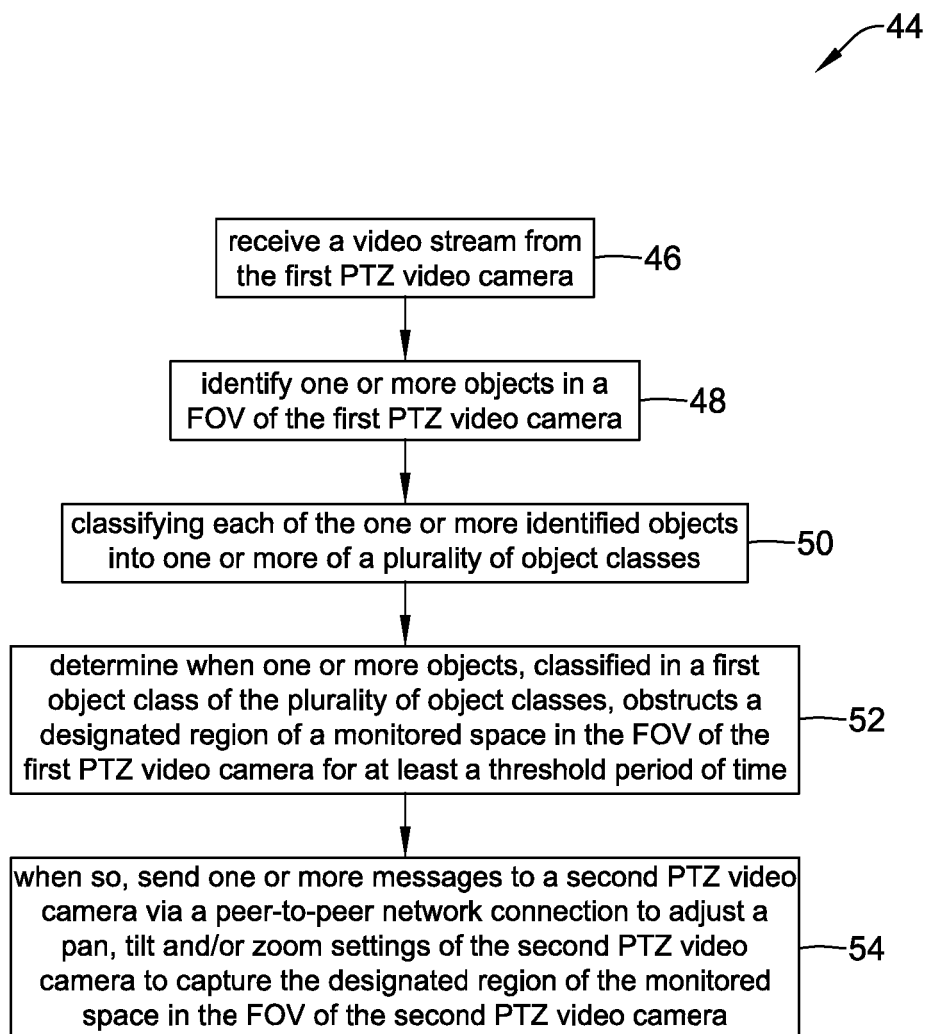 44
receive a video stream from
the first PTZ video camera
46
identify one or more objects in a
FOV of the first PTZ video camera
48
classifying each of the one or more identified objects
into one or more of a plurality of object classes
50
determine when one or more objects, classified in a first
object class of the plurality of object classes, obstructs a
designated region of a monitored space in the FOV of the
first PTZ video camera for at least a threshold period of time
52
when so, send one or more messages to a second PTZ video
camera via a peer-to-peer network connection to adjust a
pan, tilt and/or zoom settings of the second PTZ video
camera to capture the designated region of the monitored
space in the FOV of the second PTZ video camera
54